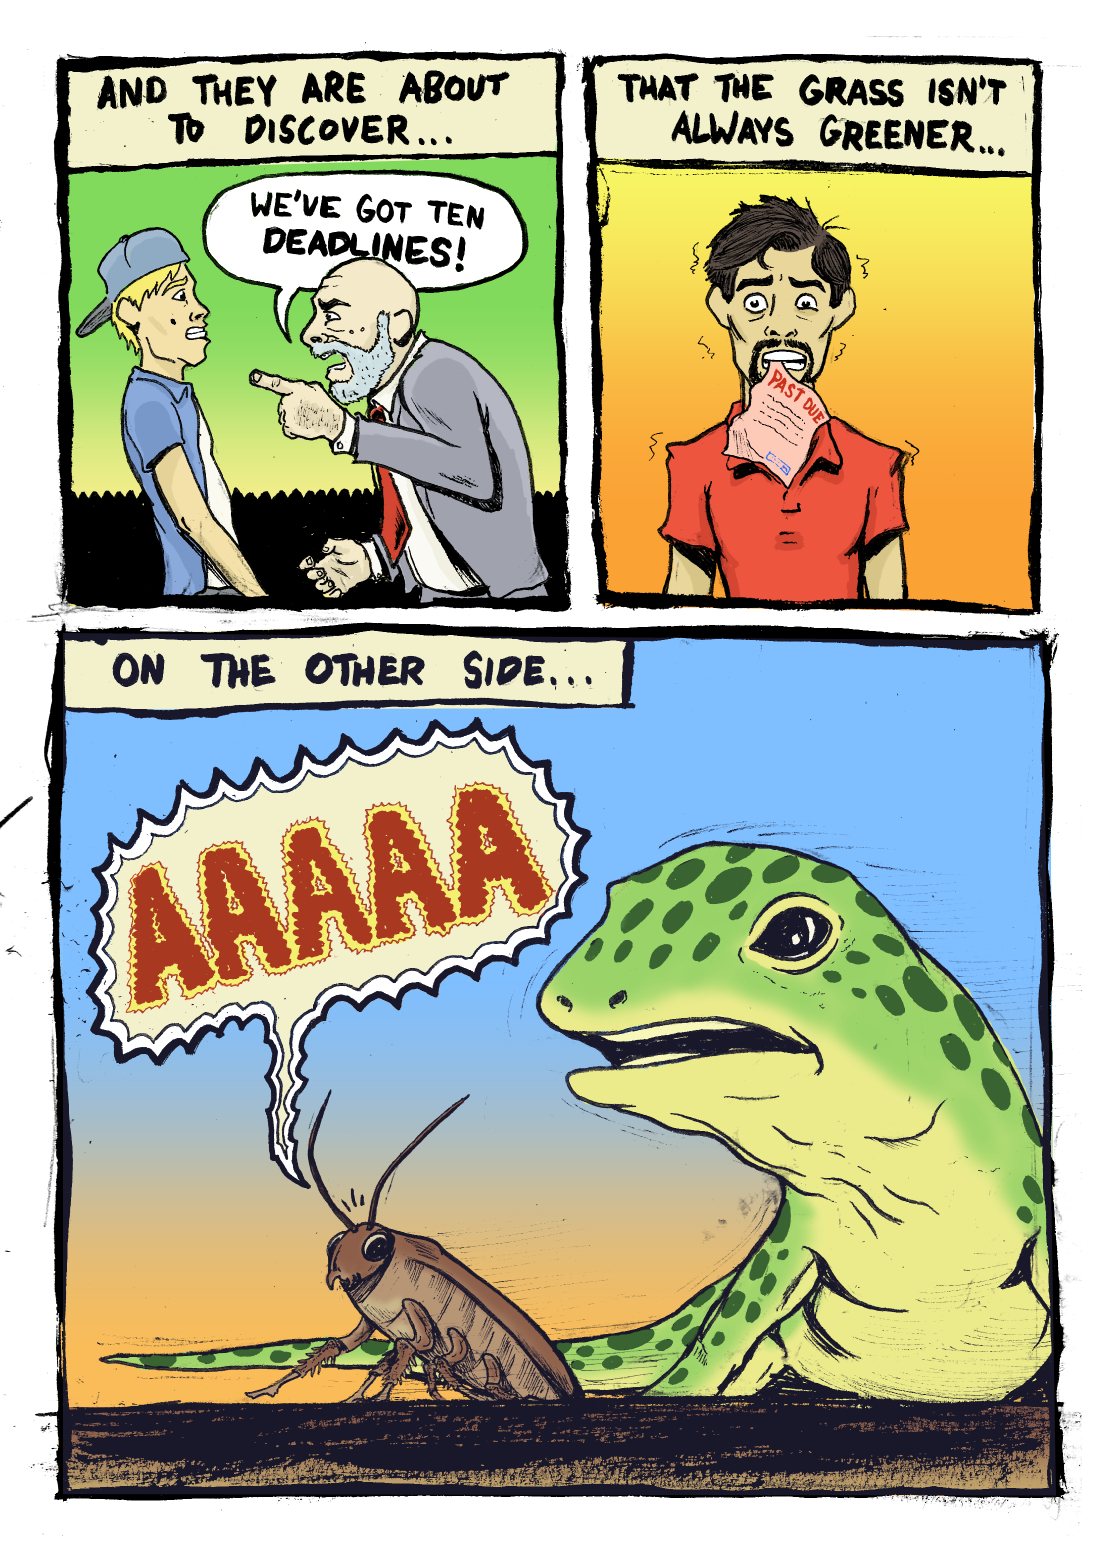 AND THEY ARE ABOUT
TO DISCOVER...
WE'VE GOT TEN
DEADLINES!
THAT THE GRASS ISN'T
ALWAYS GREENER...
PAST DUE
ON THE OTHER SIDE...
AAAAA